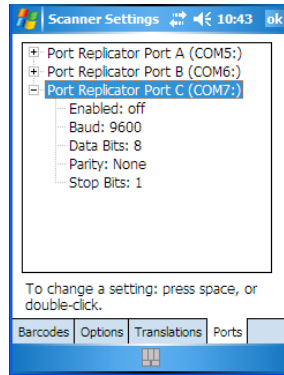 Scanner Settings 10:43 ok
Port Replicator Port A (COM5:)
Port Replicator Port B (COM6:)
Port Replicator Port C (COM7:)
Enabled: off
Baud: 9600
Data Bits: 8
Parity: None
Stop Bits: 1
To change a setting: press space, or
double-click.
Barcodes Options Translations Ports